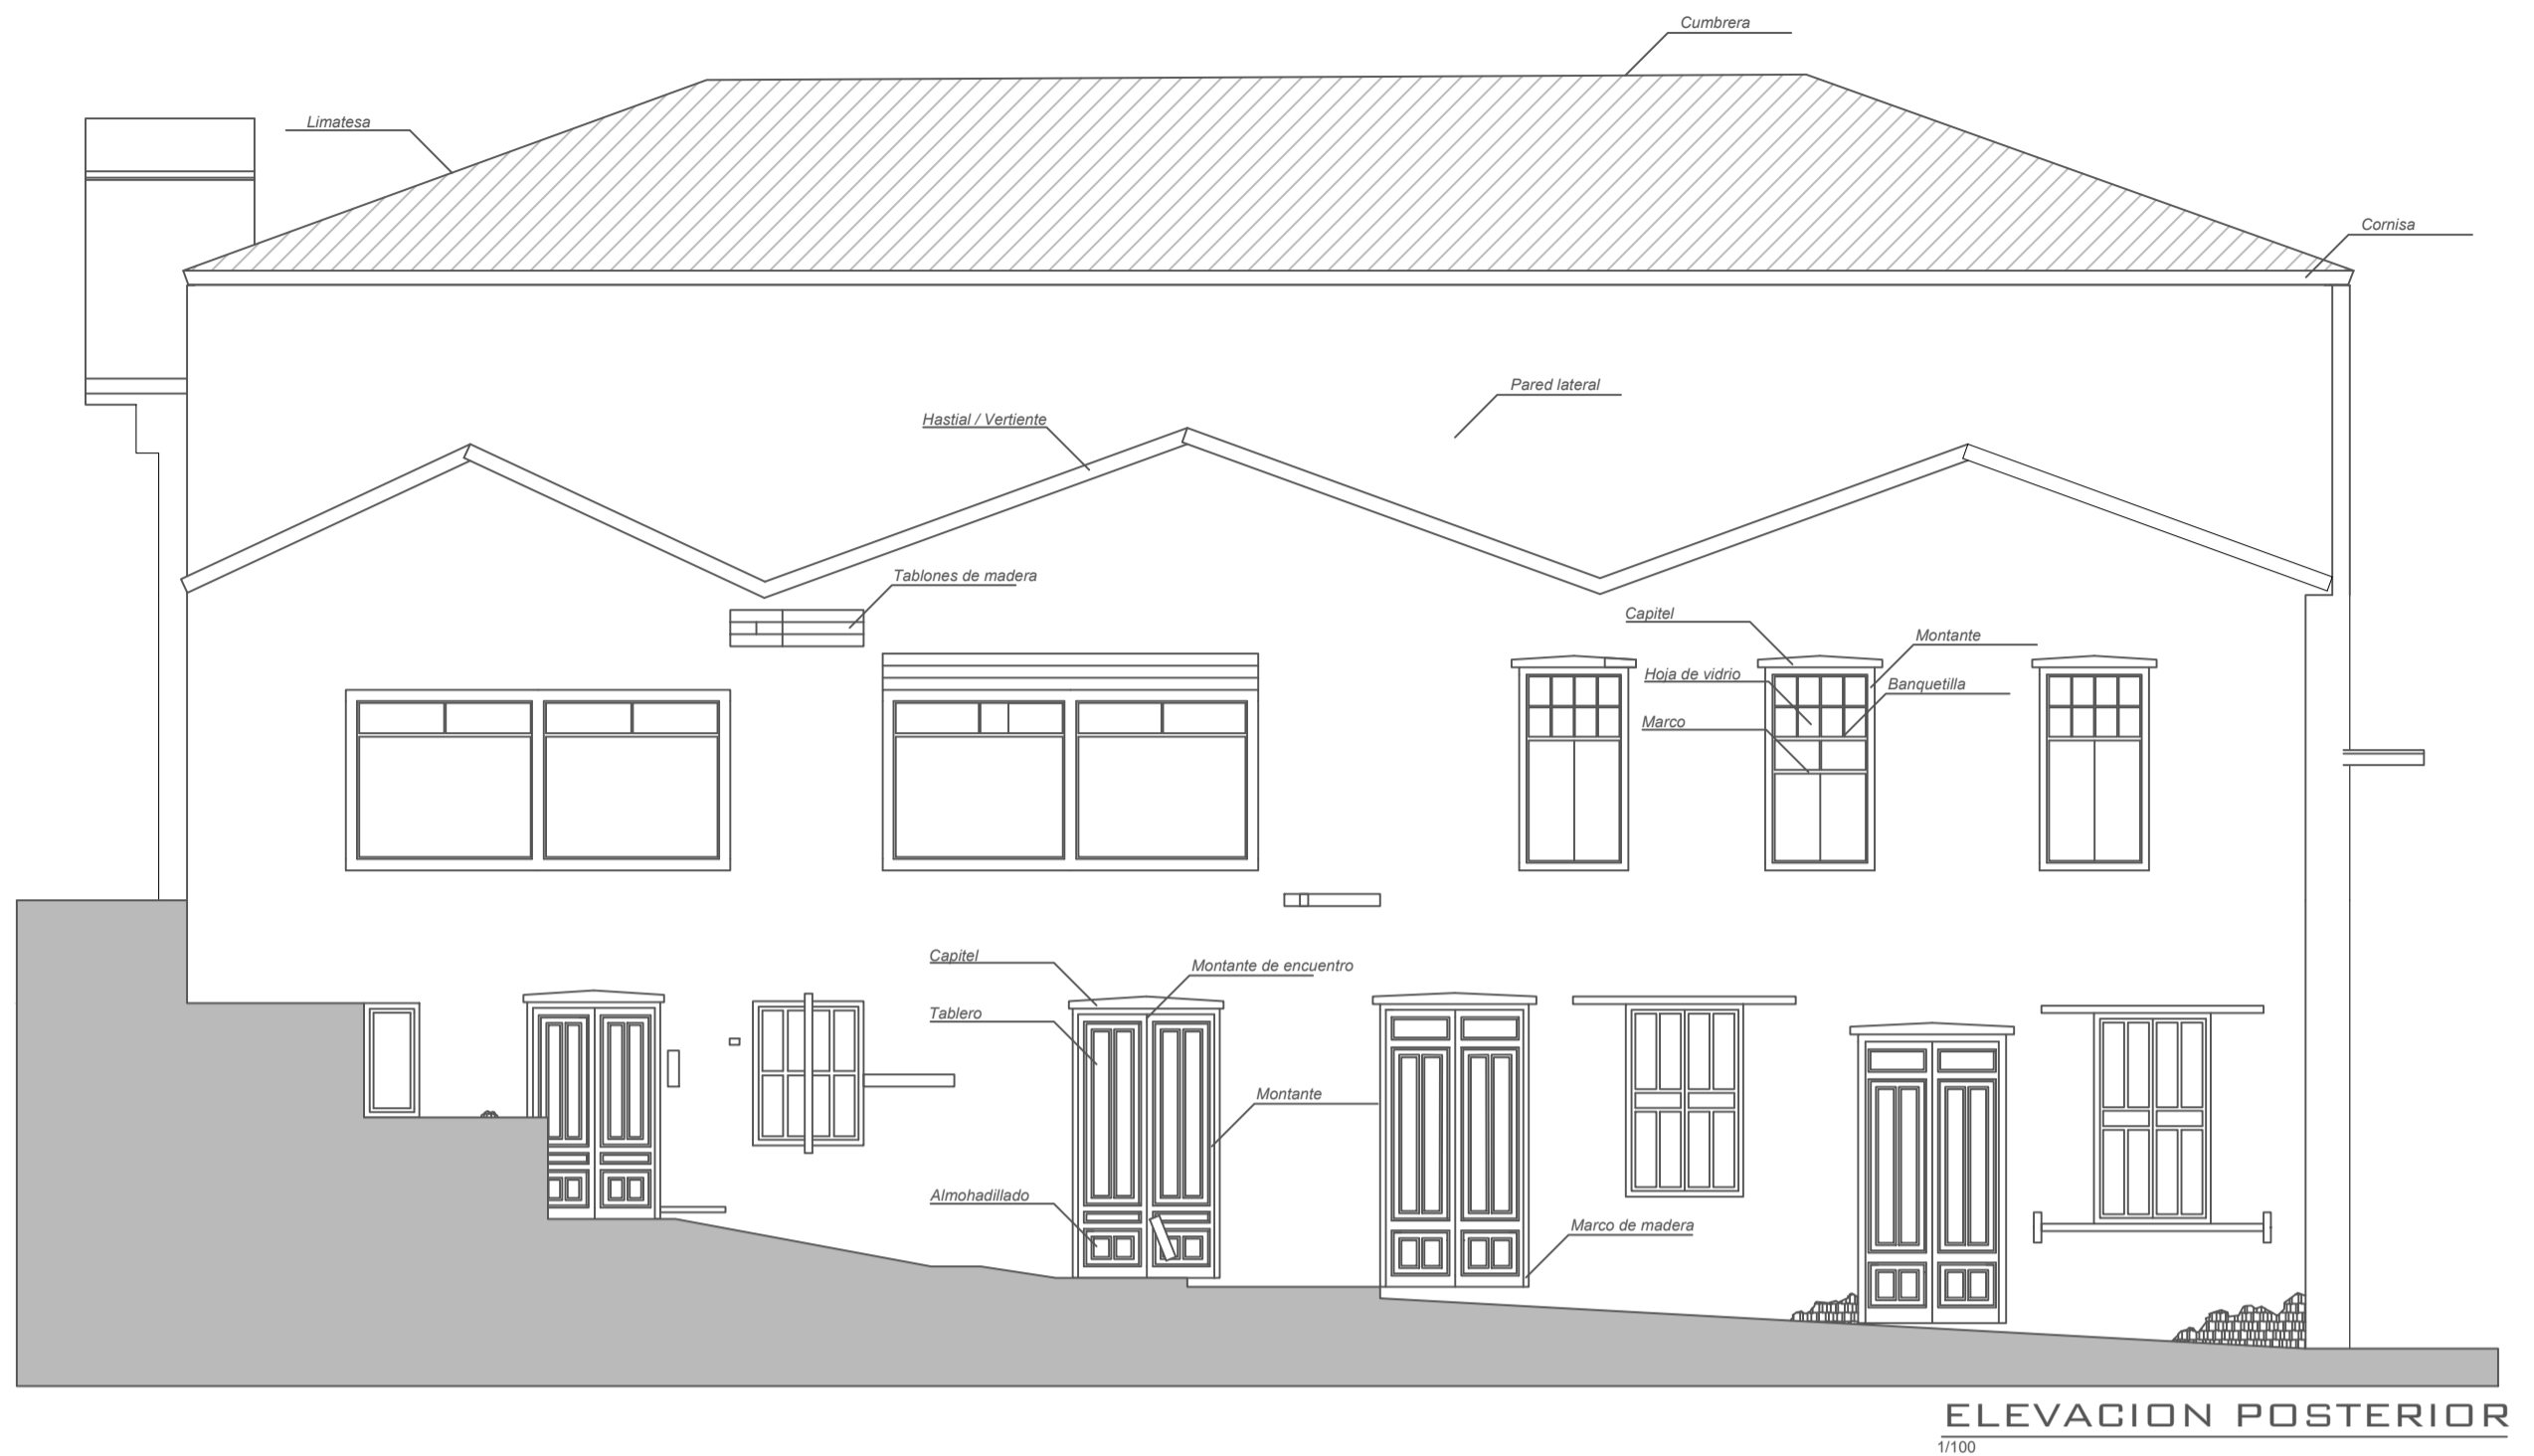 Cumbrera
Limatesa
Cornisa
Pared lateral
Hastial / Vertiente
Tablones de madera
Capitel
Montante
Hoja de vidrio
Banquetilla
Marco
Capitel
Montante de encuentro
Tablero
Montante
Almohadillado
Marco de madera
ELEVACION POSTERIOR
1/100